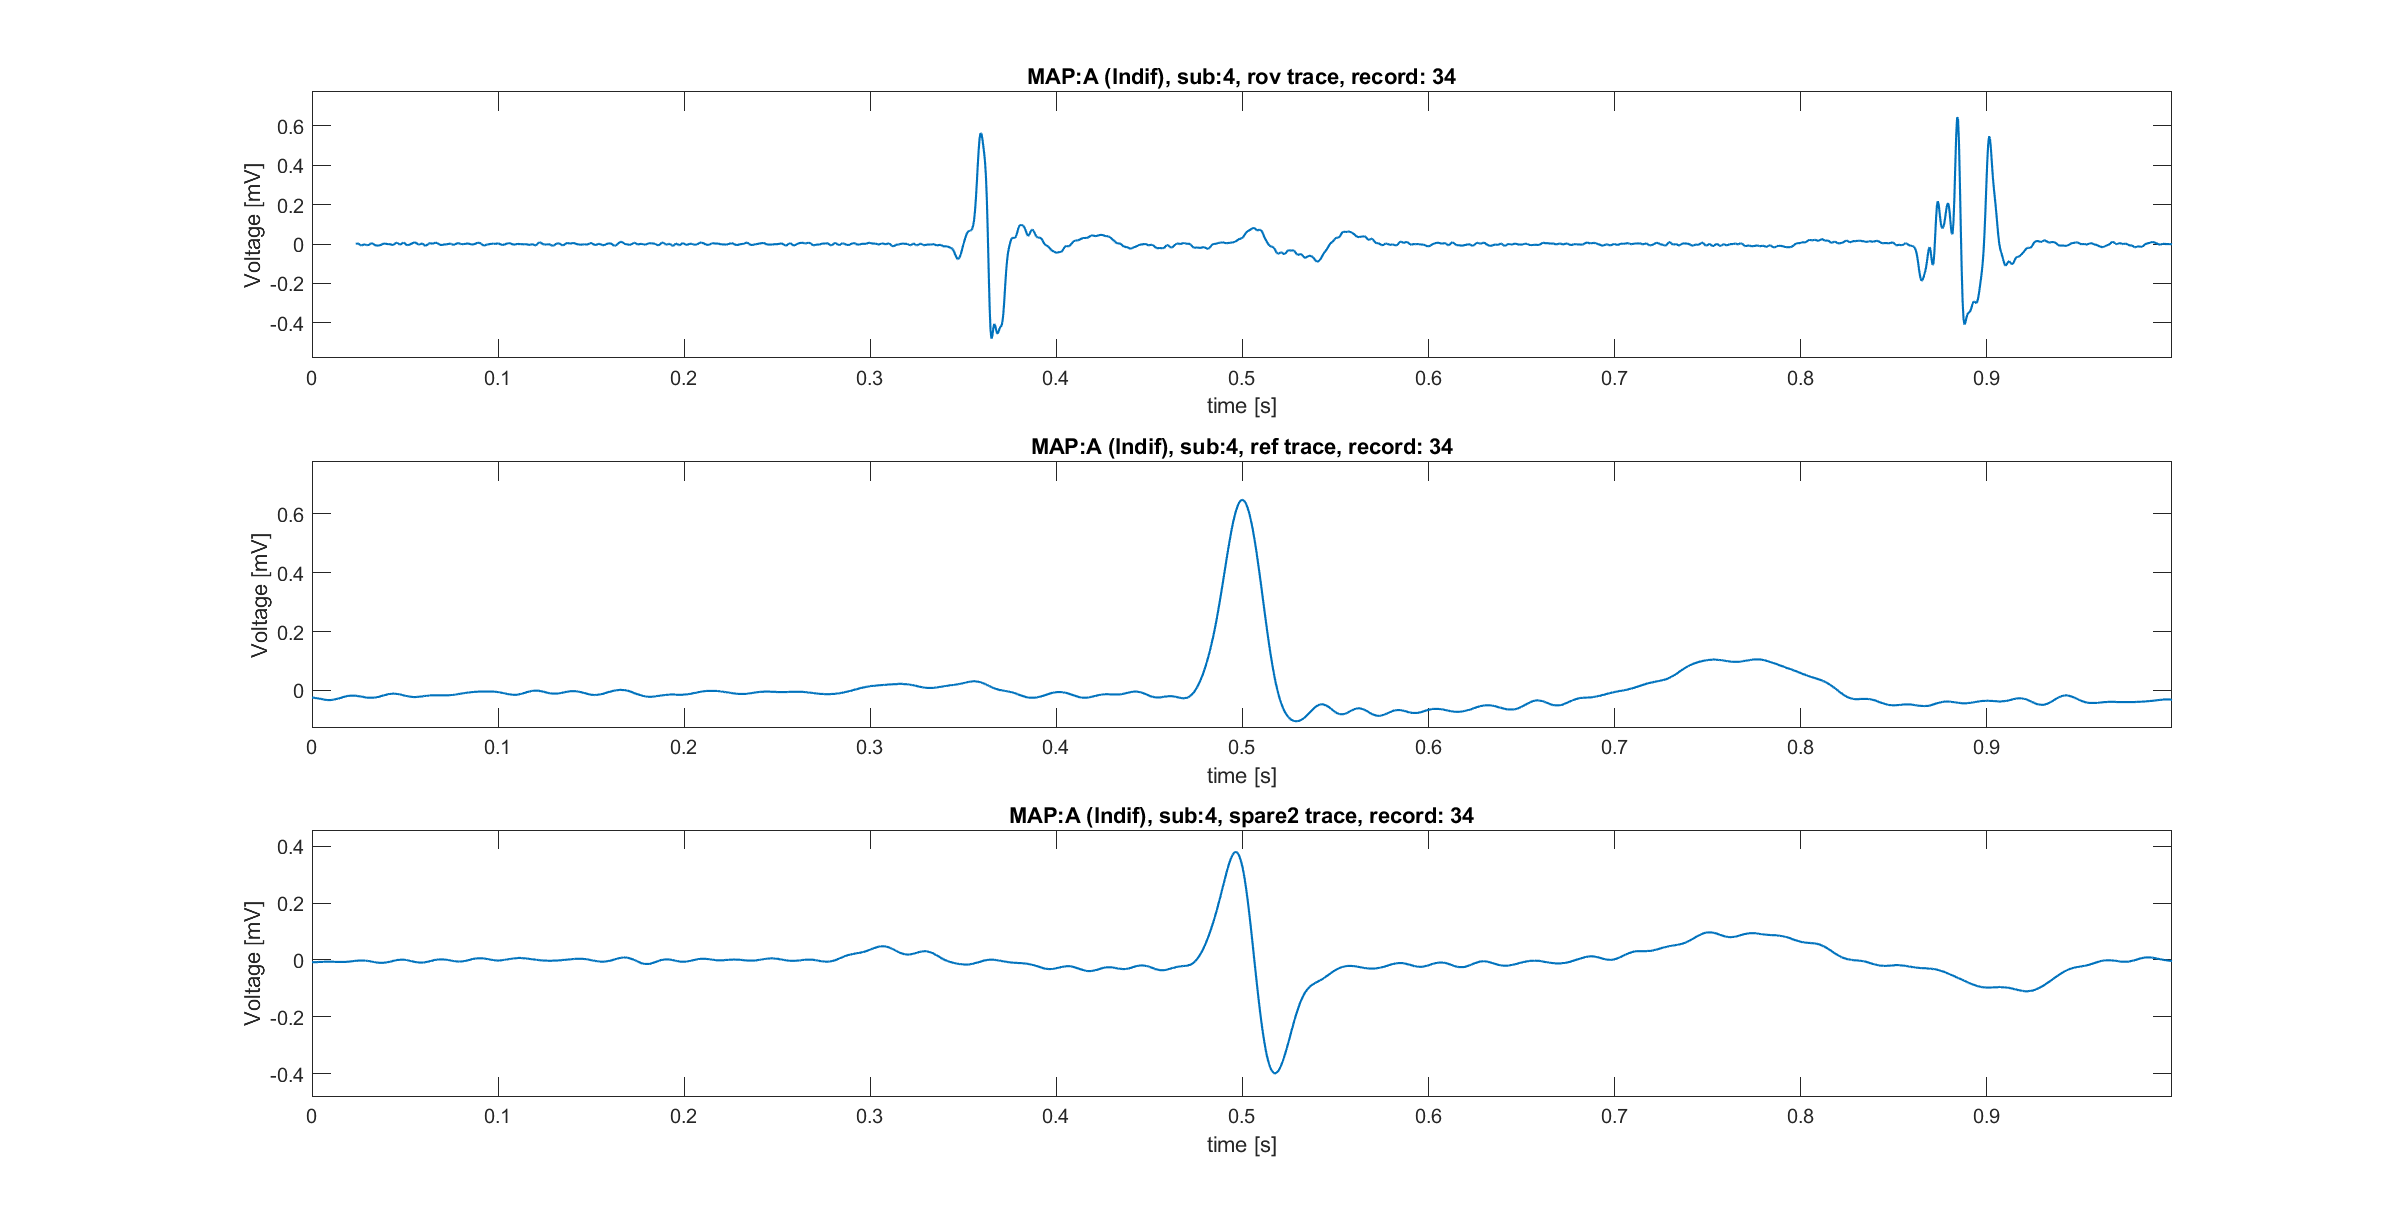 MAP:A (Indif), sub:4, rov trace, record: 34
Voltage [mV]
0.6
0.4
0.2
0
-0.2
-0.4
0 0.1 0.2 0.3 0.4 0.5 0.6 0.7 0.8 0.9
time [s]
MAP:A (Indif), sub:4, ref trace, record: 34
Voltage [mV]
0.6
0.4
0.2
0
0 0.1 0.2 0.3 0.4 0.5 0.6 0.7 0.8 0.9
time [s]
MAP:A (Indif), sub:4, spare2 trace, record: 34
Voltage [mV]
0.4
0.2
0
-0.2
-0.4
0 0.1 0.2 0.3 0.4 0.5 0.6 0.7 0.8 0.9
time [s]